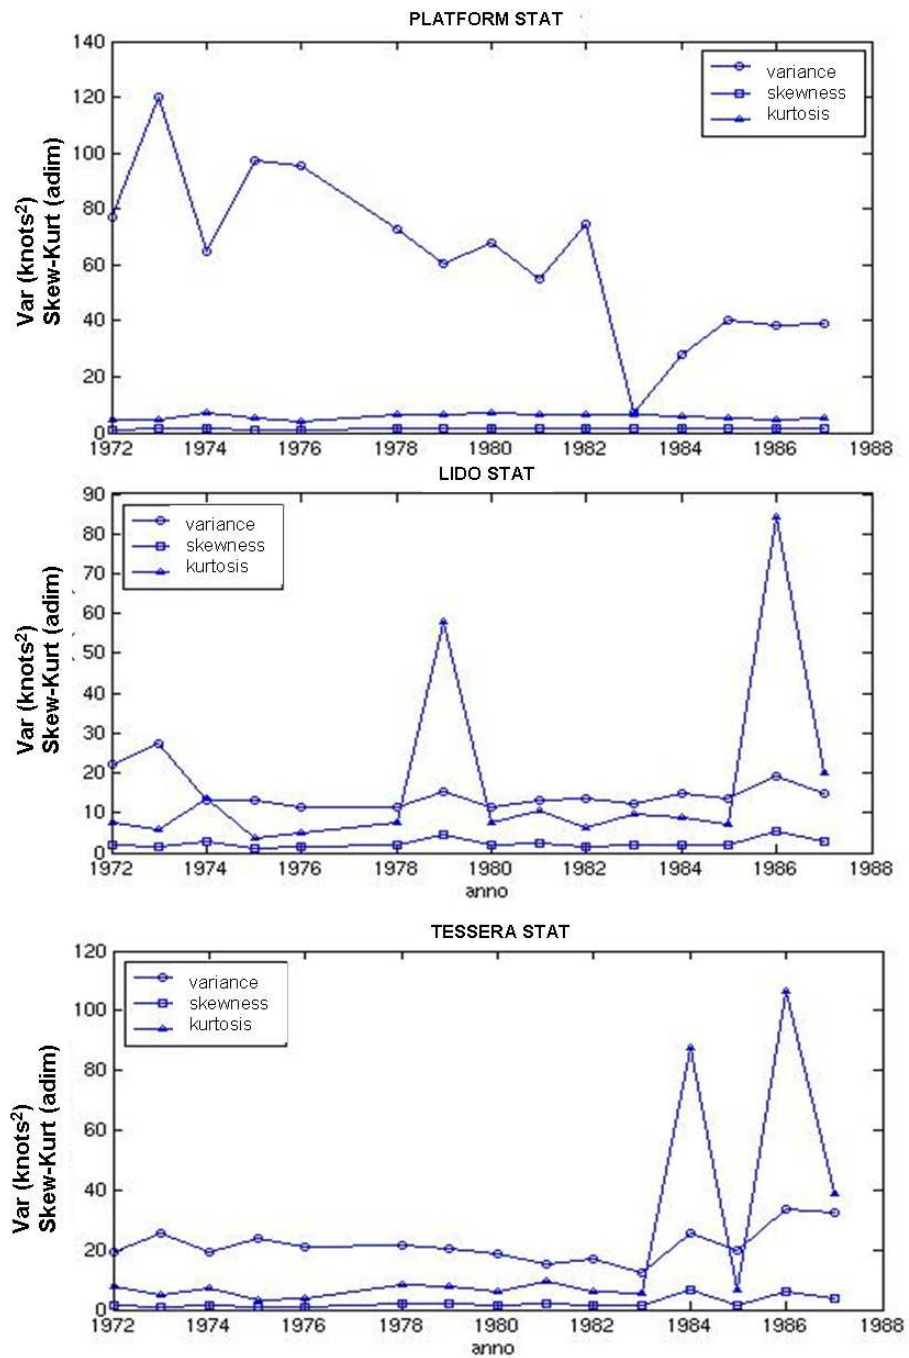 PLATFORM STAT
Var (knots²)
Skew-Kurt (adim)
140
120
100
80
60
40
20
0
variance
skewness
kurtosis
1972 1974 1976 1978 1980 1982 1984 1986 1988
LIDO STAT
Var (knots²)
Skew-Kurt (adim)
90
80
70
60
50
40
30
20
10
0
variance
skewness
kurtosis
1972 1974 1976 1978 1980 1982 1984 1986 1988
anno
TESSERA STAT
Var (knots²)
Skew-Kurt (adim)
120
100
80
60
40
20
0
variance
skewness
kurtosis
1972 1974 1976 1978 1980 1982 1984 1986 1988
anno